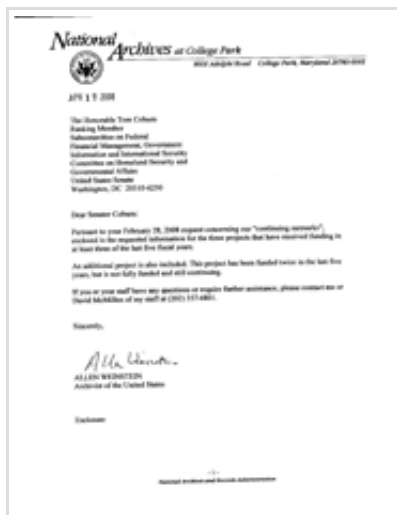 National Archives at College Park
8601 Adelphi Road College Park, Maryland 20740-6001
APR 2008
The Honorable Tom Coburn
Ranking Member
Subcommittee on Federal
Financial Management, Government
Information and International Security
Committee on Homeland Security and
Governmental Affairs
United States Senate
Washington, DC 20510-6250
Dear Senator Coburn:
Pursuant to your February 28, 2008 request concerning our "continuing
enclosed is the requested information for the three projects that have received funding in
at least three of the last five fiscal years.
An additional project is also included. This project has been funded twice in the last five
years, but is not fully funded and still continuing.
If you or your staff have any questions or require further assistance, please contact me or
David McMillen of my staff at (202)
Sincerely,
Allen Weinstein
ALLEN WEINSTEIN
Archivist of the United States
Enclosure
National Archives and Records Administration